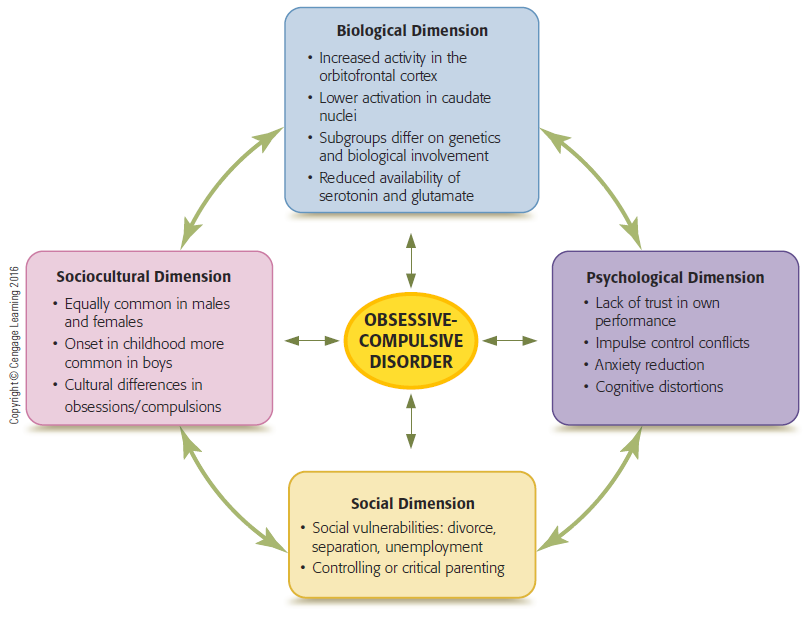 Biological Dimension
• Increased activity in the
orbitofrontal cortex
• Lower activation in caudate
nuclei
• Subgroups differ on genetics
and biological involvement
• Reduced availability of
serotonin and glutamate
Sociocultural Dimension
• Equally common in males
and females
• Onset in childhood more
common in boys
• Cultural differences in
obsessions/compulsions
OBSESSIVE-
COMPULSIVE
DISORDER
Psychological Dimension
• Lack of trust in own
performance
• Impulse control conflicts
• Anxiety reduction
• Cognitive distortions
Social Dimension
• Social vulnerabilities: divorce,
separation, unemployment
• Controlling or critical parenting
Copyright © Cengage Learning 2016